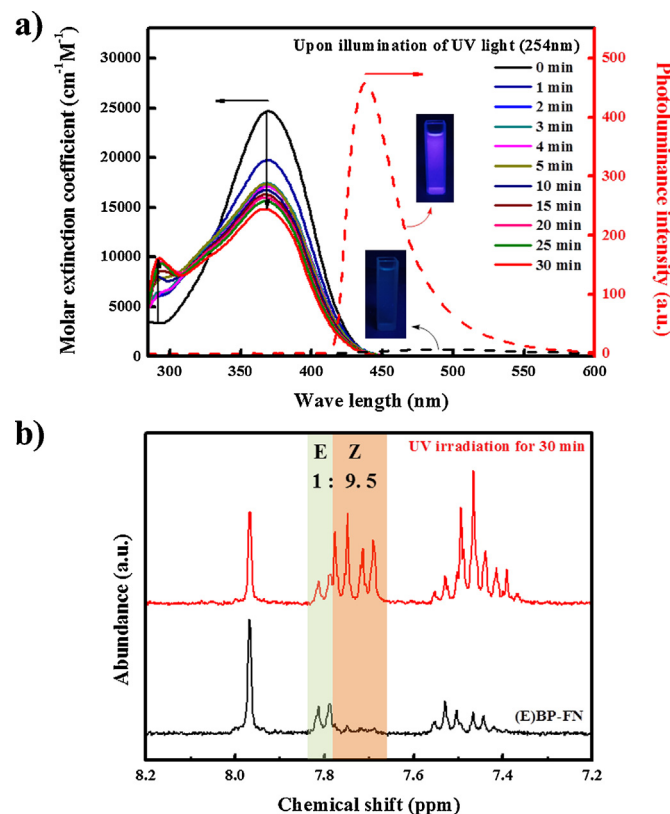 a)
Upon illumination of UV light (254nm)
0 min
1 min
2 min
3 min
4 min
5 min
10 min
15 min
20 min
25 min
30 min
Molar extinction coefficient (cm⁻¹M⁻¹)
30000
25000
20000
15000
10000
5000
0
Photoluminance intensity (a.u.)
500
400
300
200
100
0
300 350 400 450 500 550 600
Wave length (nm)
b)
UV irradiation for 30 min
E Z
1 : 9.5
(E)BP-FN
Abundance (a.u.)
8.2 8.0 7.8 7.6 7.4 7.2
Chemical shift (ppm)